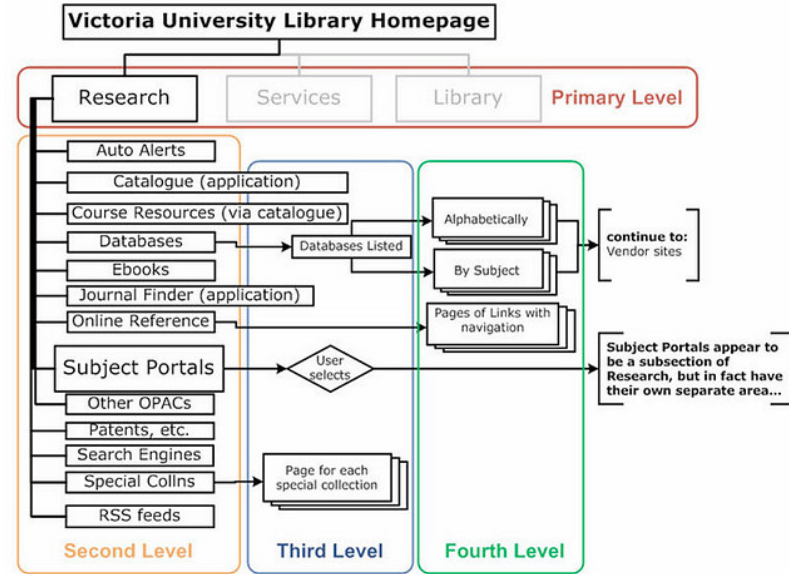 Victoria University Library Homepage
Research
Services
Library
Primary Level
Auto Alerts
Catalogue (application)
Course Resources (via catalogue)
Databases
Databases Listed
Alphabetically
By Subject
continue to:
Vendor sites
Ebooks
Journal Finder (application)
Online Reference
Pages of Links with
navigation
Subject Portals
User
selects
Subject Portals appear to
be a subsection of
Research, but in fact have
their own separate area...
Other OPACs
Patents, etc.
Search Engines
Special Collns
Page for each
special collection
RSS feeds
Second Level
Third Level
Fourth Level